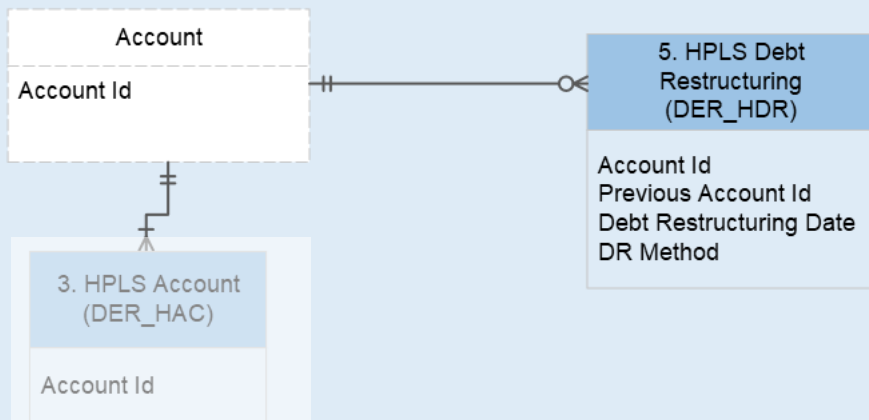 Account
Account Id
5. HPLS Debt
Restructuring
(DER_HDR)
Account Id
Previous Account Id
Debt Restructuring Date
DR Method
3. HPLS Account
(DER_HAC)
Account Id